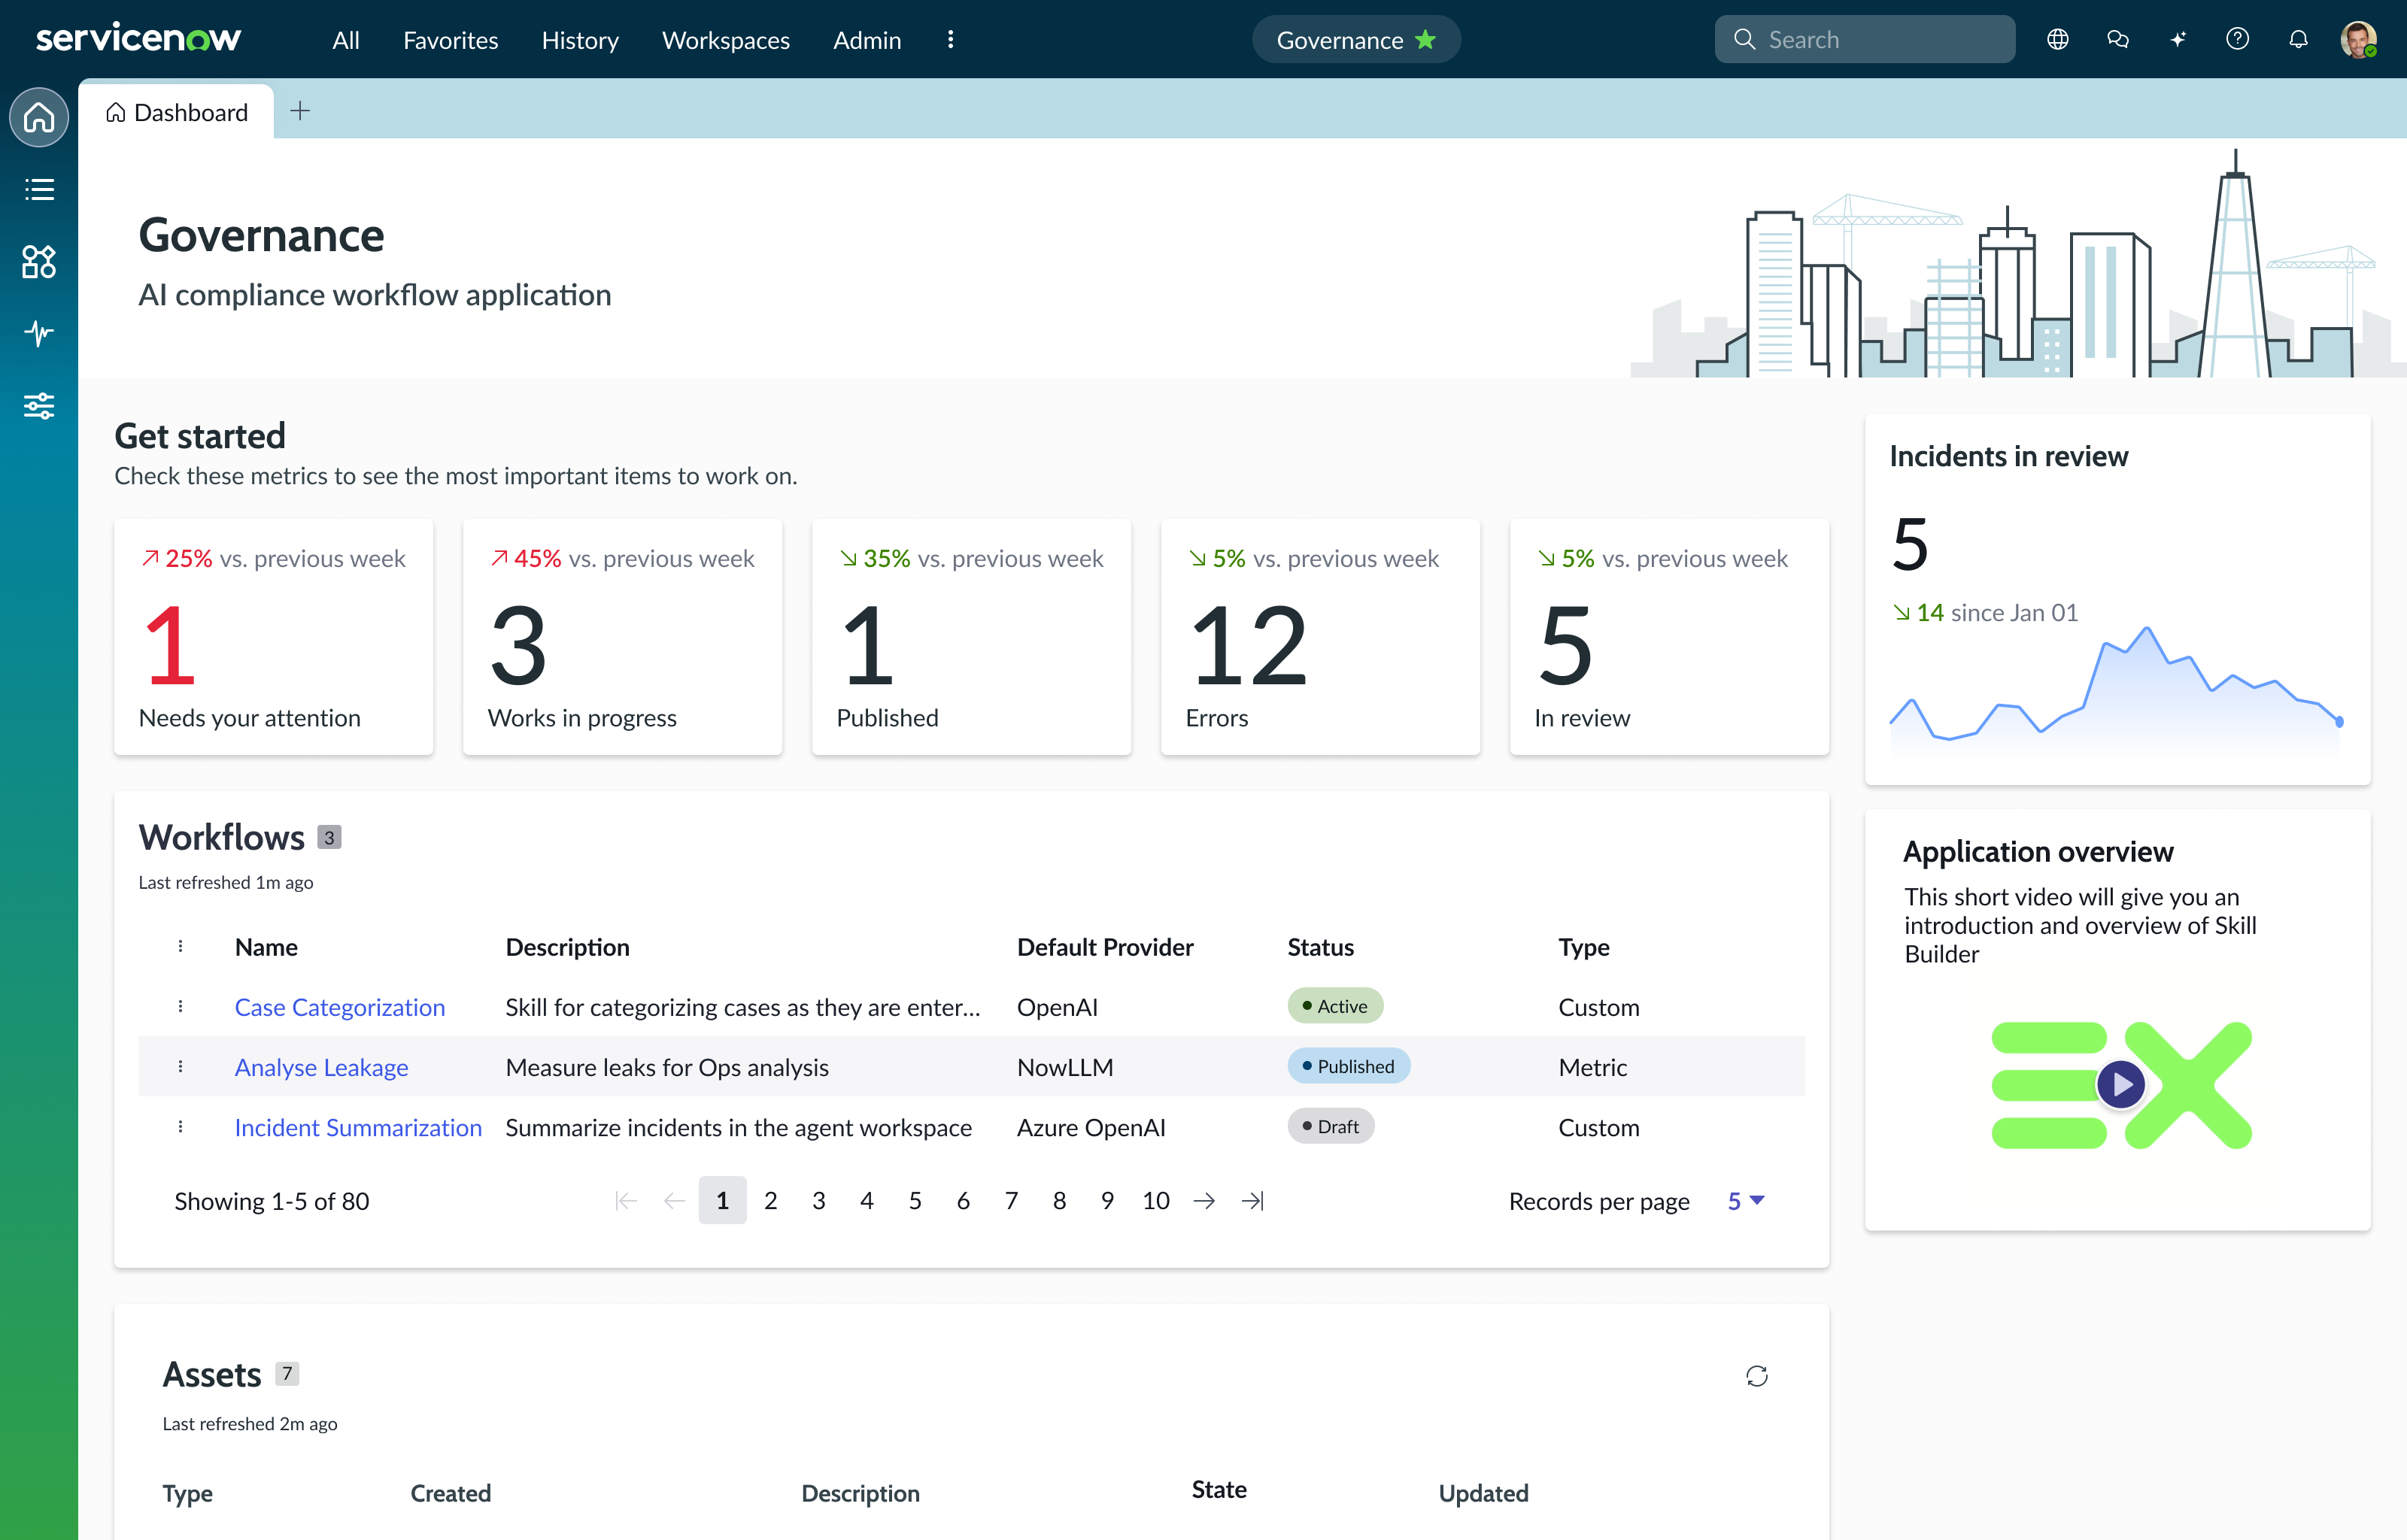 servicenow
All Favorites History Workspaces Admin
Governance
Search
Dashboard
Governance
AI compliance workflow application
Get started
Check these metrics to see the most important items to work on.
25% vs. previous week
1
Needs your attention
45% vs. previous week
3
Works in progress
35% vs. previous week
1
Published
5% vs. previous week
12
Errors
5% vs. previous week
5
In review
Incidents in review
5
14 since Jan 01
Workflows 3
Last refreshed 1m ago
Name Description Default Provider Status Type
Case Categorization Skill for categorizing cases as they are enter... OpenAI Active Custom
Analyse Leakage Measure leaks for Ops analysis NowLLM Published Metric
Incident Summarization Summarize incidents in the agent workspace Azure OpenAI Draft Custom
Showing 1-5 of 80 1 2 3 4 5 6 7 8 9 10 Records per page 5
Application overview
This short video will give you an
introduction and overview of Skill
Builder
Assets 7
Last refreshed 2m ago
Type Created Description State Updated